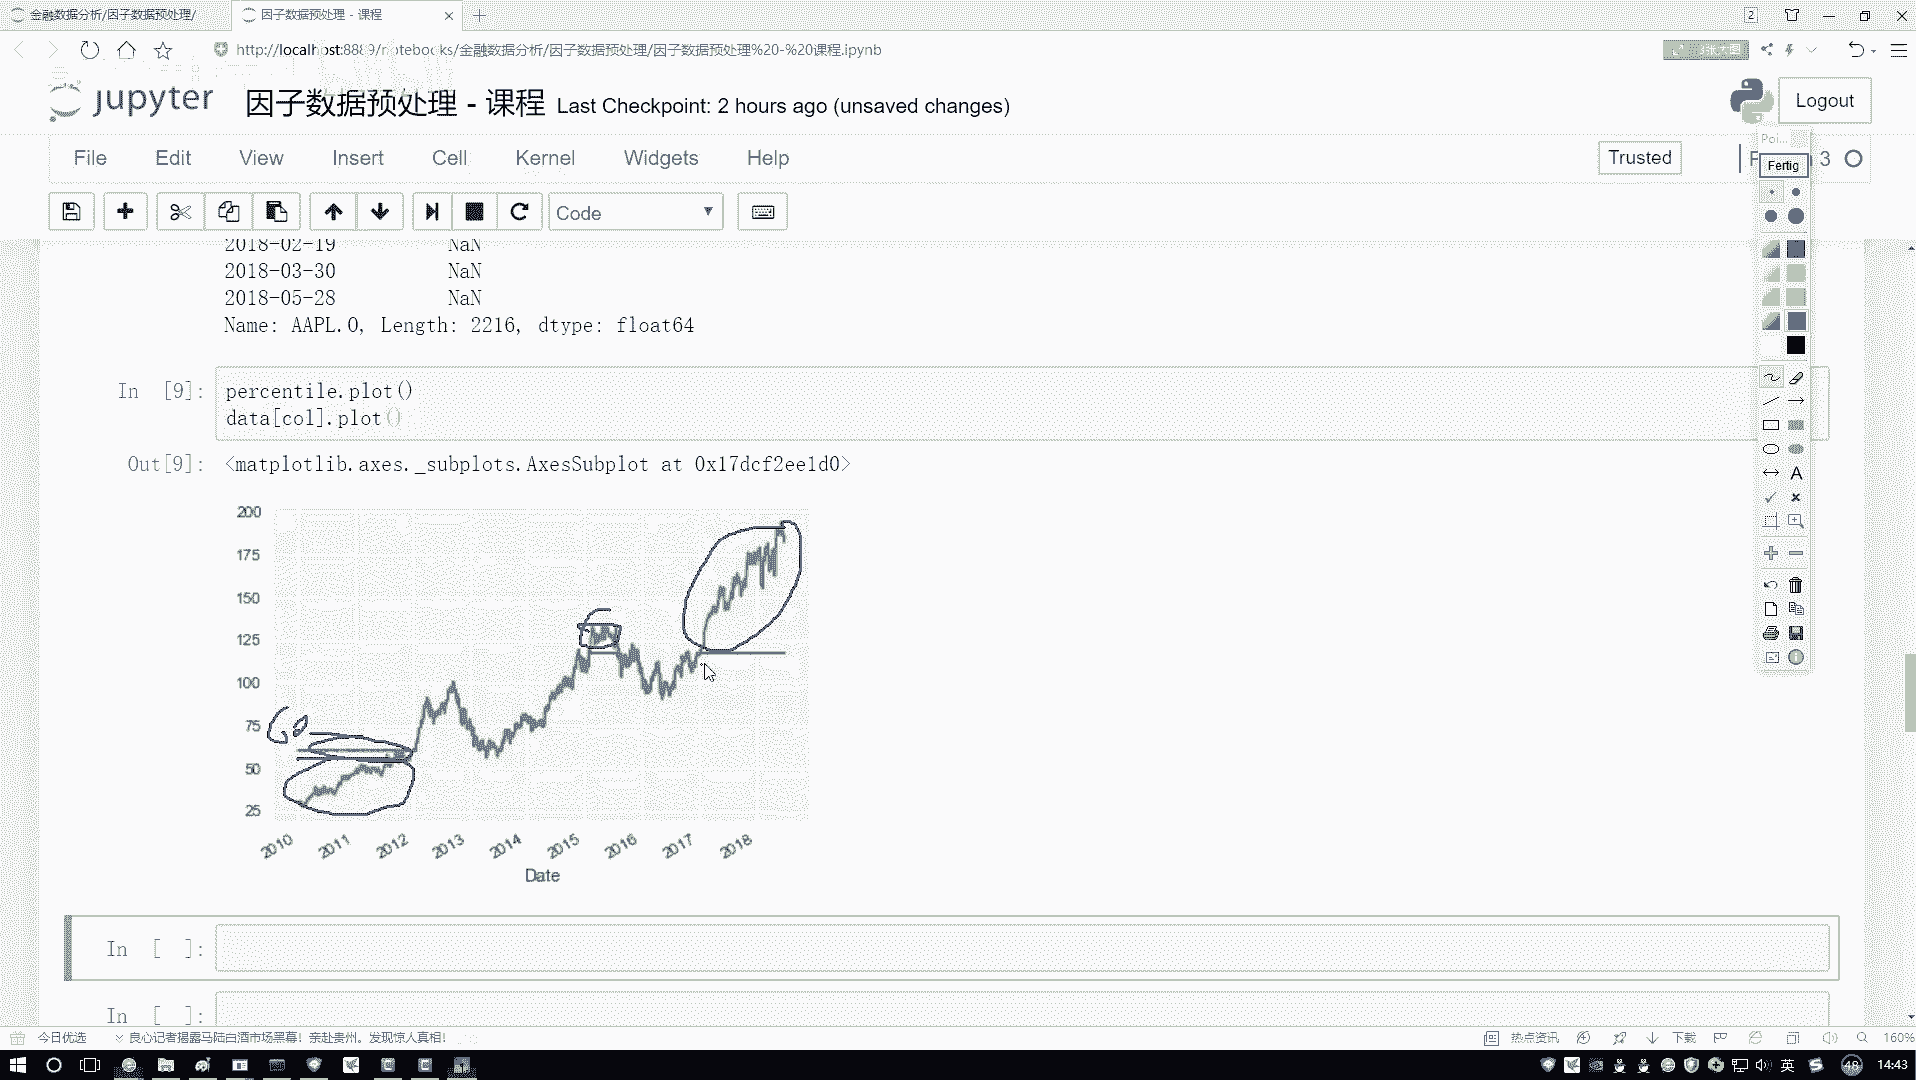 金融数据分析/因子数据预处理/
因子数据预处理 - 课程
2
http://localhost:8889/notebooks/金融数据分析/因子数据预处理/因子数据预处理%20-%20课程.ipynb
jupyter
因子数据预处理 - 课程 Last Checkpoint: 2 hours ago (unsaved changes)
Logout
File Edit View Insert Cell Kernel Widgets Help
Trusted
3
Fertig
Code
2018-02-19 NaN
2018-03-30 NaN
2018-05-28 NaN
Name: AAPL.O, Length: 2216, dtype: float64
In [9]:
percentile.plot()
data[col].plot()
Out[9]:
<matplotlib.axes._subplots.AxesSubplot at 0x17dcf2ee1d0>
200
175
150
125
100
75
50
25
60
2010 2011 2012 2013 2014 2015 2016 2017 2018
Date
In [ ]:
In [ ]:
今日优选
良心记者揭露马陆白酒市场黑幕！亲赴贵州。发现惊人真相！
热点资讯
下载
160%
英
48
14:43